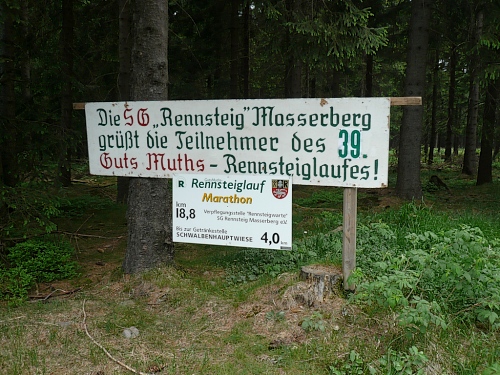 Die SG „Rennsteig" Masserberg
grüßt die Teilnehmer des 39.
Guts Muths - Rennsteiglaufes!
R Rennsteiglauf
Marathon
km
18,8
Verpflegungsstelle "Rennsteigwarte"
SG Rennsteig Masserberg e.V.
Bis zur Getränkestelle
SCHWALBENHAUPTWIESE 4,0 km